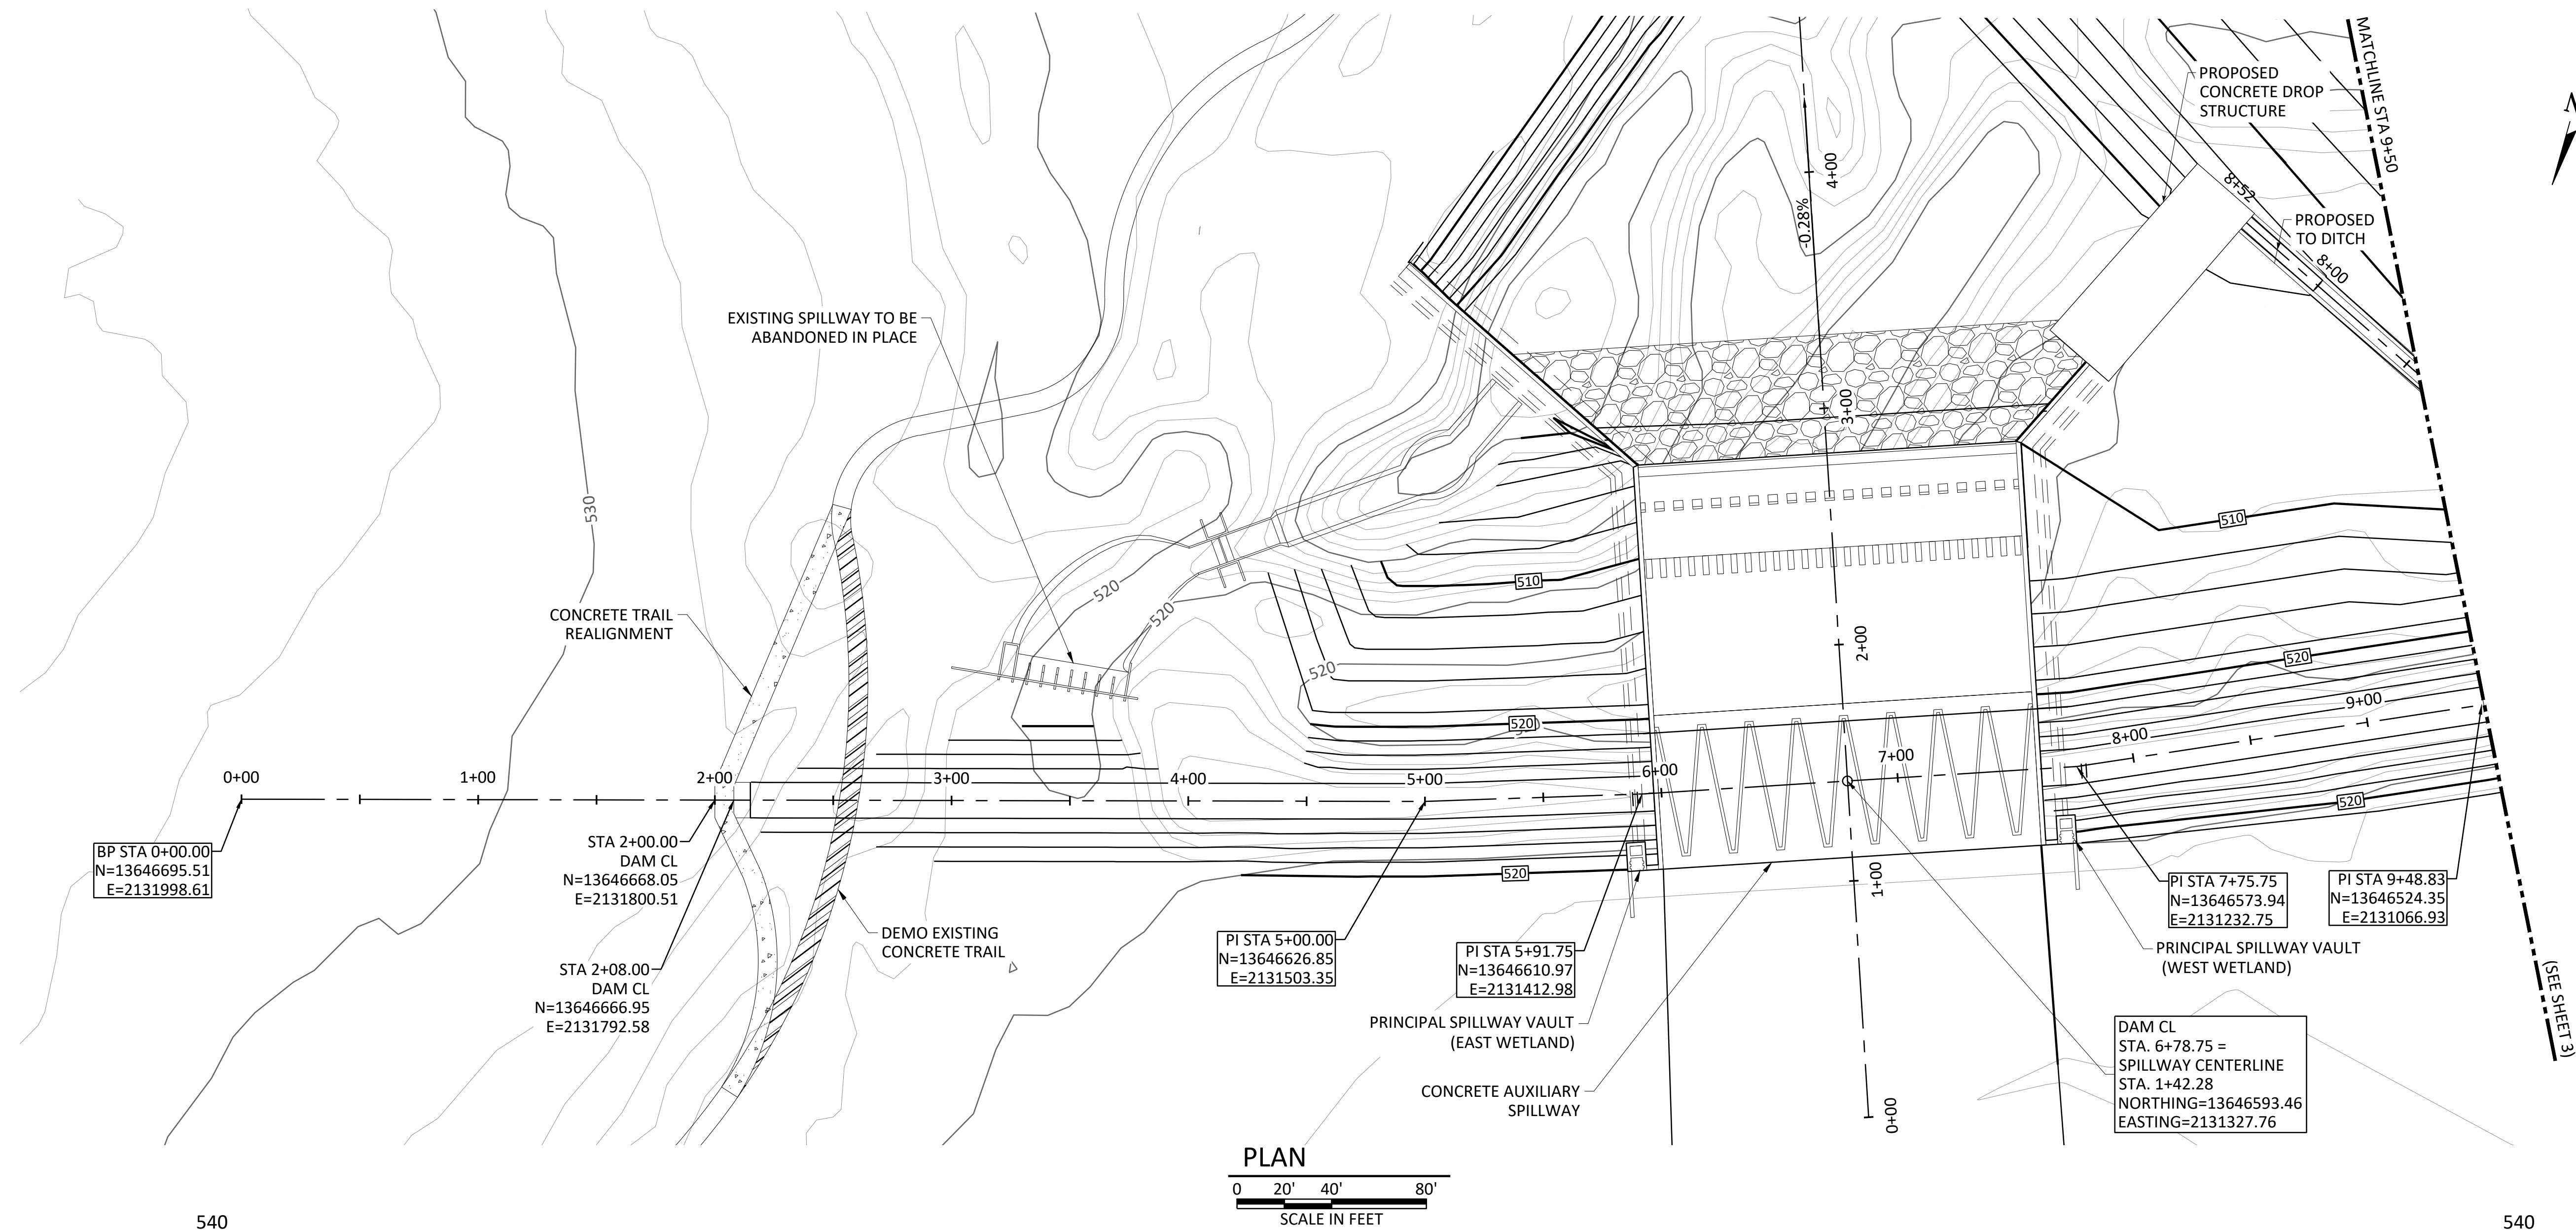 MATCHLINE STA 9+50
N
PROPOSED
CONCRETE DROP
STRUCTURE
4+00
-0.28%
8+52
PROPOSED
TO DITCH
8+00
EXISTING SPILLWAY TO BE
ABANDONED IN PLACE
3+00
530
510
510
520
520
CONCRETE TRAIL
REALIGNMENT
2+00
520
520
520
9+00
8+00
7+00
6+00
0+00
1+00
2+00
3+00
4+00
5+00
520
520
BP STA 0+00.00
N=13646695.51
E=2131998.61
STA 2+00.00
DAM CL
N=13646668.05
E=2131800.51
1+00
PI STA 7+75.75
N=13646573.94
E=2131232.75
PI STA 9+48.83
N=13646524.35
E=2131066.93
DEMO EXISTING
CONCRETE TRAIL
PI STA 5+00.00
N=13646626.85
E=2131503.35
PI STA 5+91.75
N=13646610.97
E=2131412.98
PRINCIPAL SPILLWAY VAULT
(WEST WETLAND)
STA 2+08.00
DAM CL
N=13646666.95
E=2131792.58
(SEE SHEET 3)
PRINCIPAL SPILLWAY VAULT
(EAST WETLAND)
DAM CL
STA. 6+78.75 =
SPILLWAY CENTERLINE
STA. 1+42.28
NORTHING=13646593.46
EASTING=2131327.76
CONCRETE AUXILIARY
SPILLWAY
0+00
PLAN
0 20' 40' 80'
SCALE IN FEET
540
540